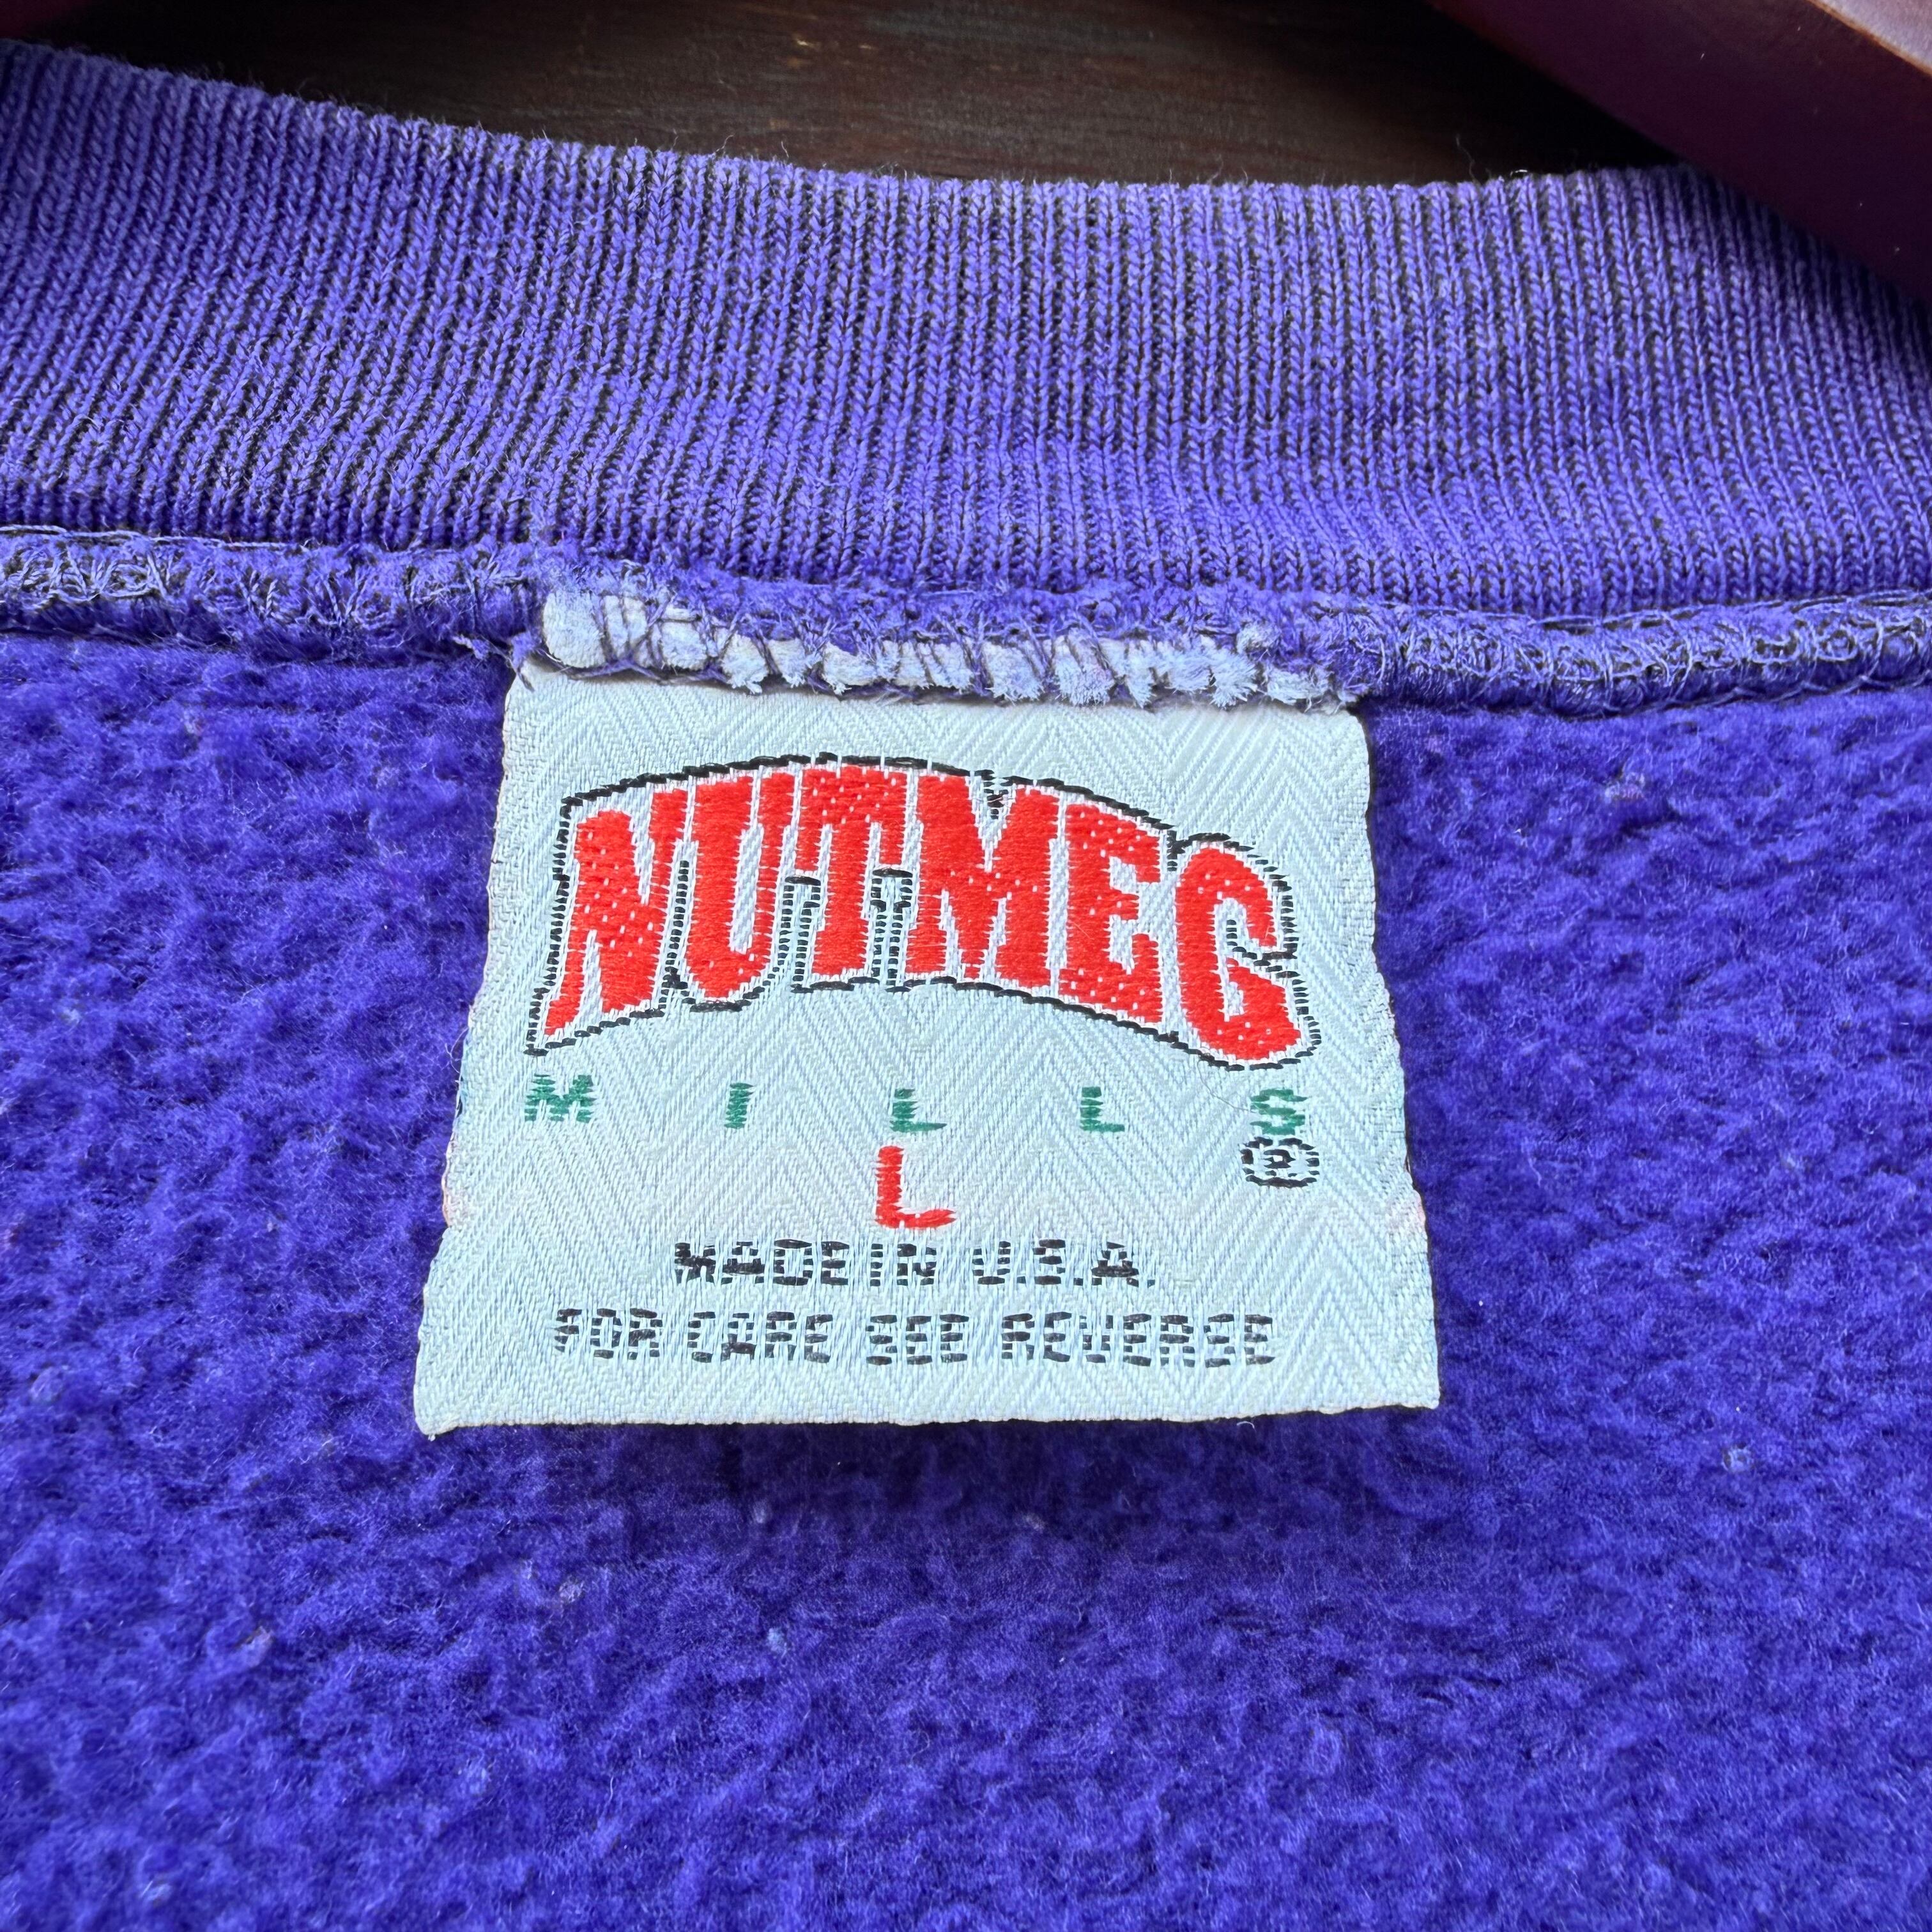 NUTMEG
MILLS
®
L
MADE IN U.S.A.
FOR CARE SEE REVERSE